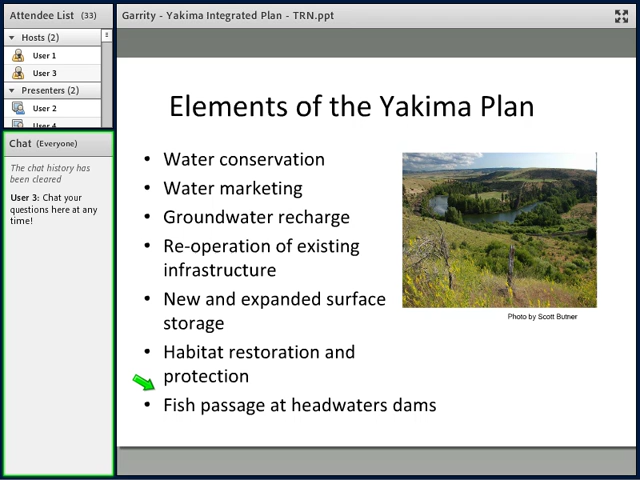 Attendee List (33)
Garrity - Yakima Integrated Plan - TRN.ppt
Hosts (2)
User 1
User 3
Presenters (2)
User 2
User 4
Chat (Everyone)
The chat history has
been cleared
User 3: Chat your
questions here at any
time!
Elements of the Yakima Plan
• Water conservation
• Water marketing
• Groundwater recharge
• Re-operation of existing
infrastructure
• New and expanded surface
storage
• Habitat restoration and
protection
• Fish passage at headwaters dams
Photo by Scott Butner